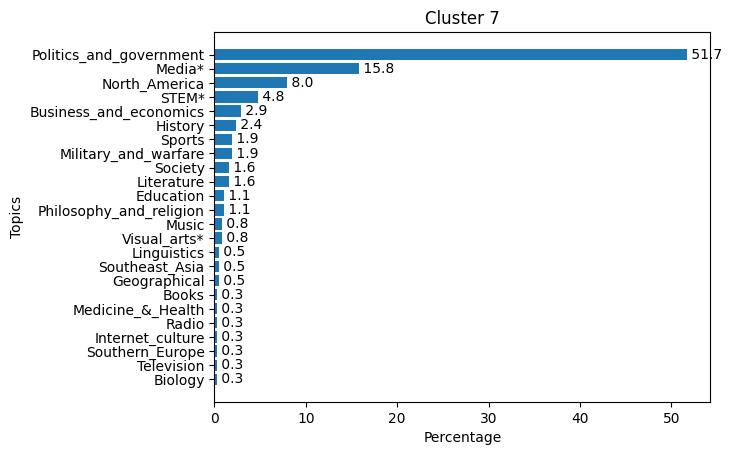 Cluster 7
Topics
Politics_and_government 51.7
Media* 15.8
North_America 8.0
STEM* 4.8
Business_and_economics 2.9
History 2.4
Sports 1.9
Military_and_warfare 1.9
Society 1.6
Literature 1.6
Education 1.1
Philosophy_and_religion 1.1
Music 0.8
Visual_arts* 0.8
Linguistics 0.5
Southeast_Asia 0.5
Geographical 0.5
Books 0.3
Medicine_&_Health 0.3
Radio 0.3
Internet_culture 0.3
Southern_Europe 0.3
Television 0.3
Biology 0.3
0 10 20 30 40 50
Percentage